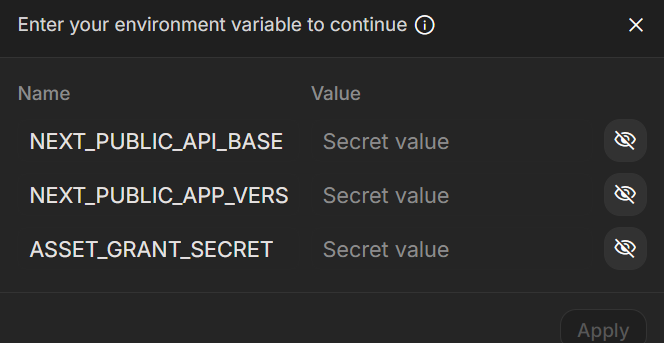 Enter your environment variable to continue
Name Value
NEXT_PUBLIC_API_BASE Secret value
NEXT_PUBLIC_APP_VERS Secret value
ASSET_GRANT_SECRET Secret value
Apply